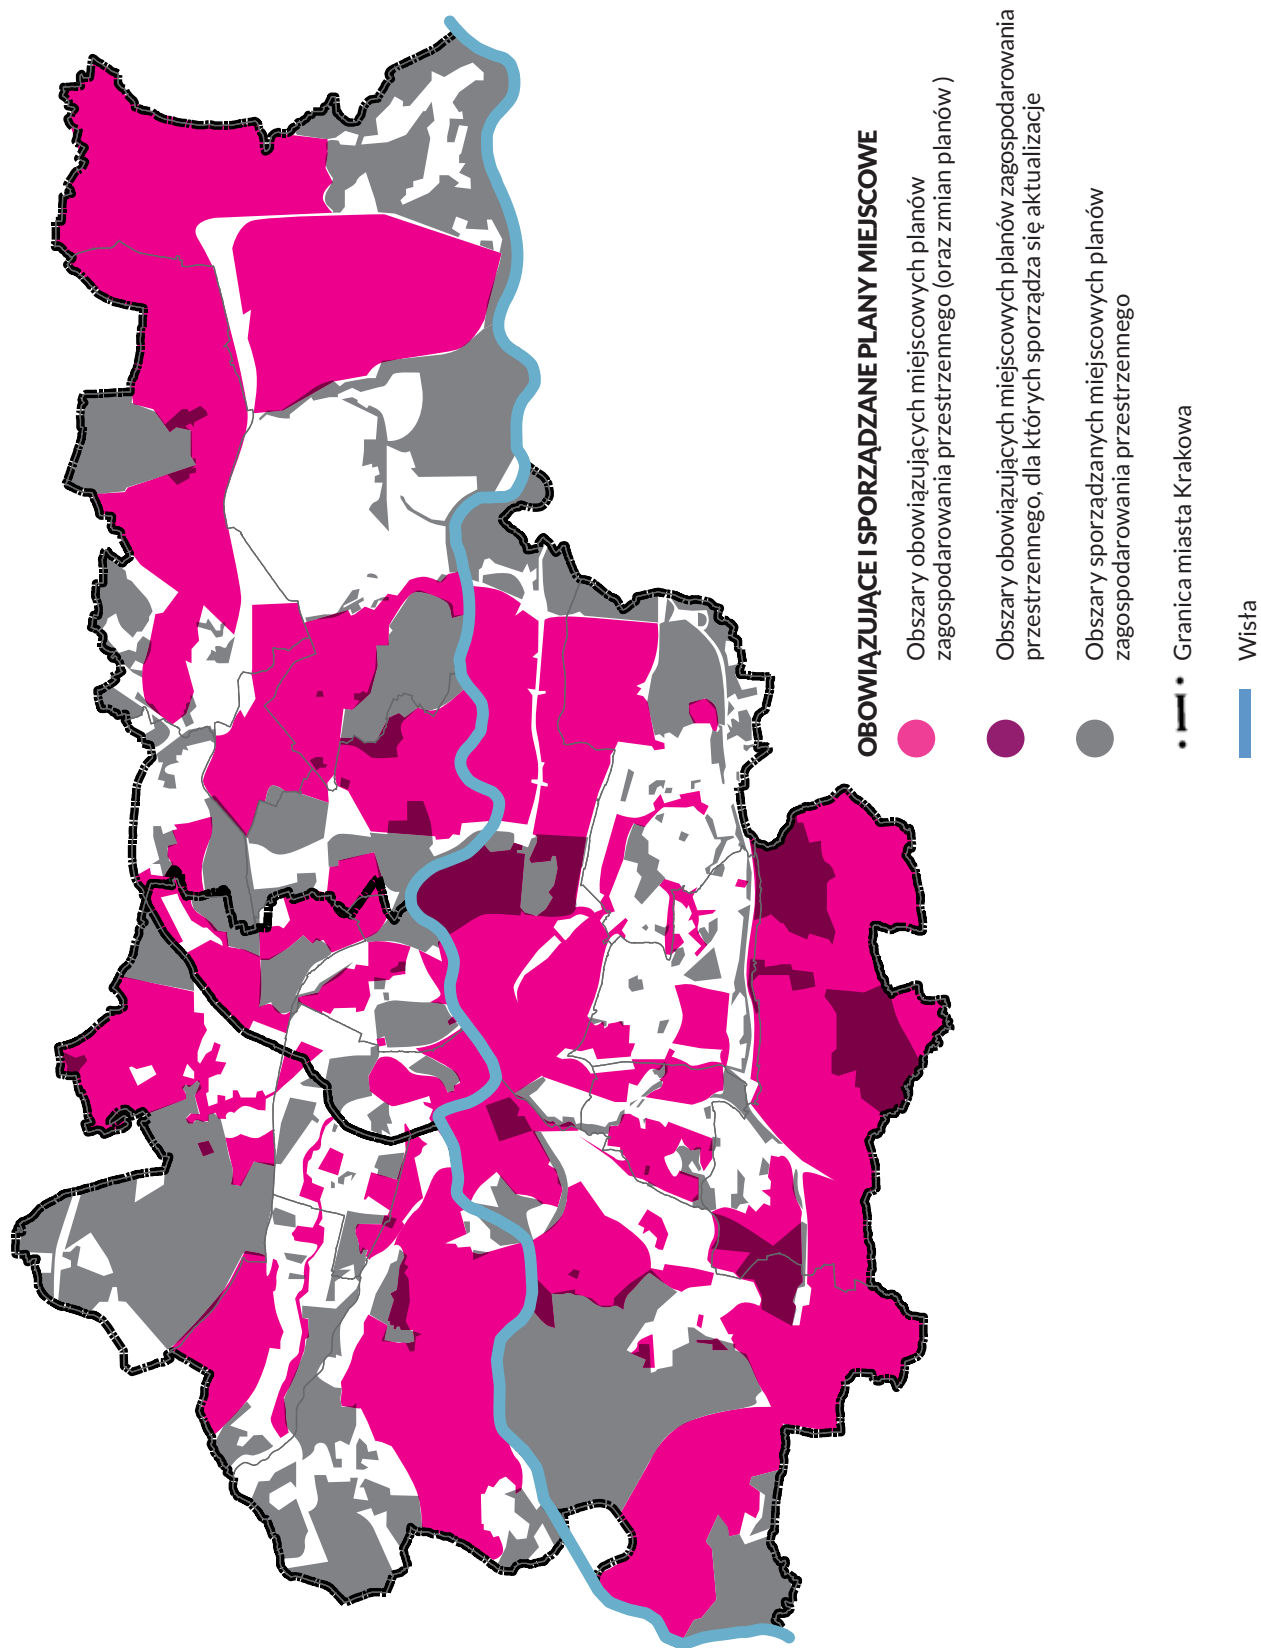 OBOWIĄZUJĄCE I SPORZĄDZANE PLANY MIEJSCOWE
Obszary obowiązujących miejscowych planów
zagospodarowania przestrzennego (oraz zmian planów )
Obszary obowiązujących miejscowych planów zagospodarowania
przestrzennego, dla których sporządza się aktualizacje
Obszary sporządzanych miejscowych planów
zagospodarowania przestrzennego
Granica miasta Krakowa
Wisła